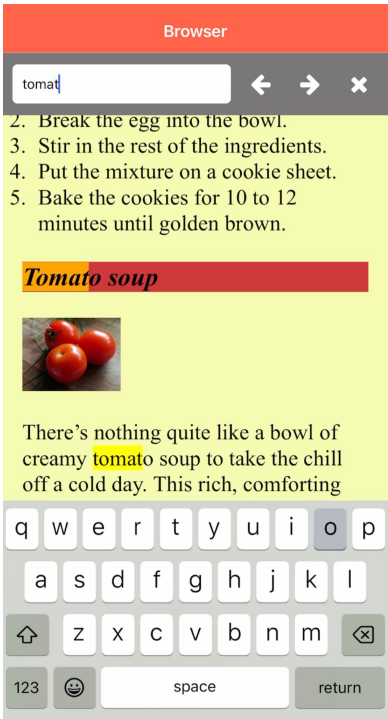 Browser
tomat
2. Break the egg into the bowl.
3. Stir in the rest of the ingredients.
4. Put the mixture on a cookie sheet.
5. Bake the cookies for 10 to 12
minutes until golden brown.
Tomato soup
There’s nothing quite like a bowl of
creamy tomato soup to take the chill
off a cold day. This rich, comforting
q w e r t y u i o p
a s d f g h j k l
z x c v b n m
123 space return